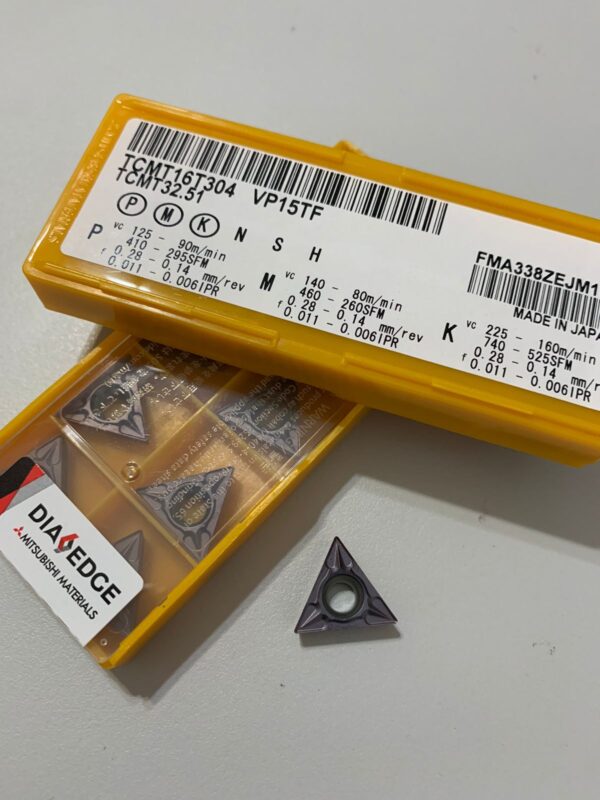 TCMT16T304 VP15TF
TCMT32.51
P M K N S H
P vc 125 - 90m/min
410 - 295SFM
f 0.28 - 0.14 mm/rev
0.011 - 0.006IPR
M vc 140 - 80m/min
460 - 260SFM
f 0.28 - 0.14 mm/rev
0.011 - 0.006IPR
FMA338ZEJM1
MADE IN JAPA
K vc 225 - 160m/min
740 - 525SFM
f 0.28 - 0.14 mm/r
0.011 - 0.006IPR
DIAEDGE
MITSUBISHI MATERIALS